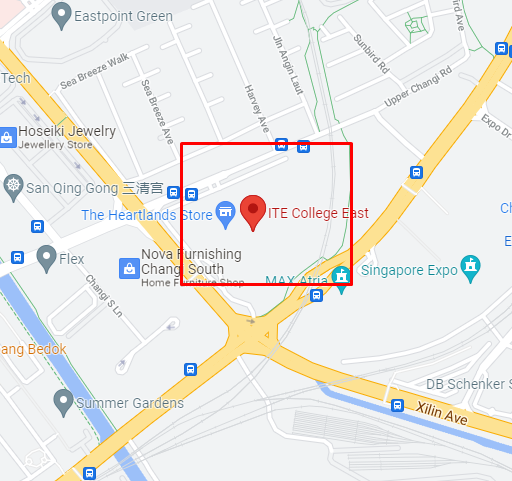 Eastpoint Green
Sea Breeze Walk
Sea Breeze Ave
Harvey Ave
Jln Angin Laut
Sunbird Rd
bird Ave
Upper Changi Rd
Expo Dr
Tech
Hoseiki Jewelry
Jewellery Store
San Qing Gong 三清宫
The Heartlands Store
ITE College East
Nova Furnishing
Changi South
Home Furniture Shop
Flex
Changi S Ln
MAX Atria
Singapore Expo
C
E
ang Bedok
Summer Gardens
DB Schenker S
Xilin Ave